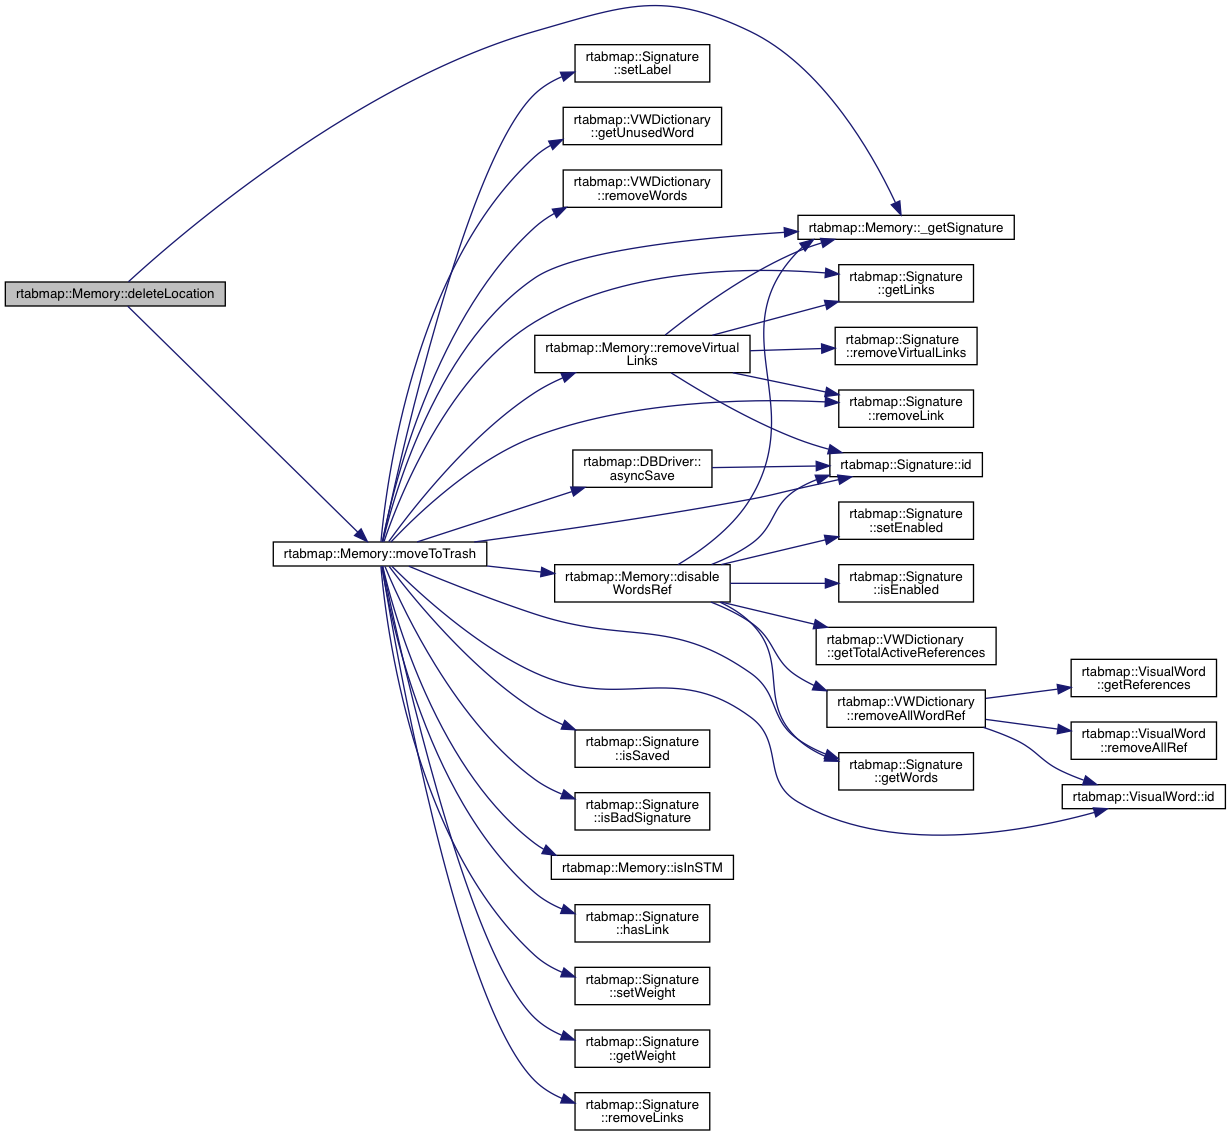 rtabmap::Memory::deleteLocation
rtabmap::Memory::moveToTrash
rtabmap::Signature
::setLabel
rtabmap::VWDictionary
::getUnusedWord
rtabmap::VWDictionary
::removeWords
rtabmap::Memory::removeVirtual
Links
rtabmap::DBDriver::
asyncSave
rtabmap::Memory::disable
WordsRef
rtabmap::Signature
::isSaved
rtabmap::Signature
::isBadSignature
rtabmap::Memory::isInSTM
rtabmap::Signature
::hasLink
rtabmap::Signature
::setWeight
rtabmap::Signature
::getWeight
rtabmap::Signature
::removeLinks
rtabmap::Memory::_getSignature
rtabmap::Signature
::getLinks
rtabmap::Signature
::removeVirtualLinks
rtabmap::Signature
::removeLink
rtabmap::Signature::id
rtabmap::Signature
::setEnabled
rtabmap::Signature
::isEnabled
rtabmap::VWDictionary
::getTotalActiveReferences
rtabmap::VWDictionary
::removeAllWordRef
rtabmap::Signature
::getWords
rtabmap::VisualWord
::getReferences
rtabmap::VisualWord
::removeAllRef
rtabmap::VisualWord::id